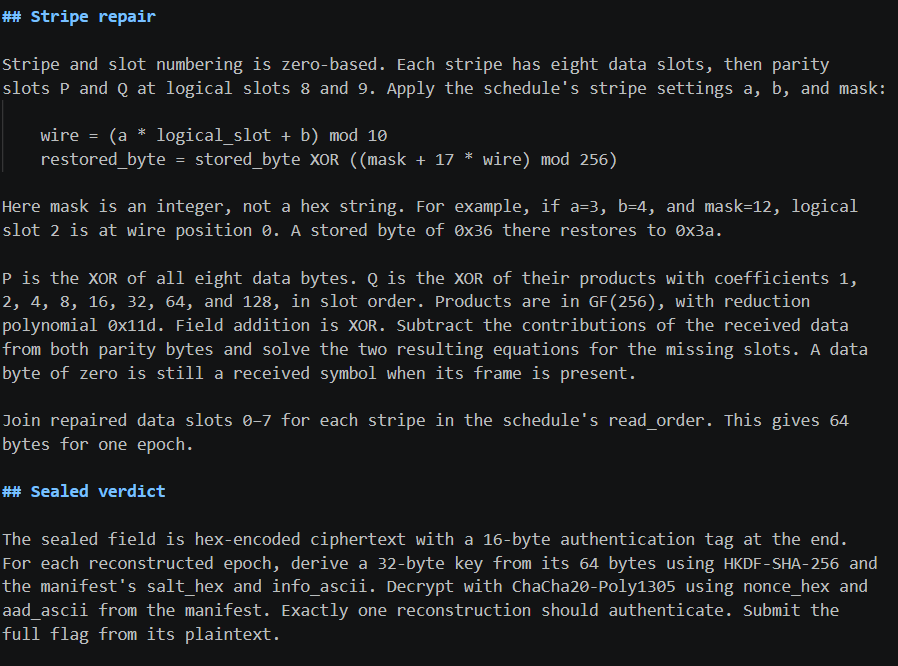 ## Stripe repair
Stripe and slot numbering is zero-based. Each stripe has eight data slots, then parity
slots P and Q at logical slots 8 and 9. Apply the schedule's stripe settings a, b, and mask:
wire = (a * logical_slot + b) mod 10
restored_byte = stored_byte XOR ((mask + 17 * wire) mod 256)
Here mask is an integer, not a hex string. For example, if a=3, b=4, and mask=12, logical
slot 2 is at wire position 0. A stored byte of 0x36 there restores to 0x3a.
P is the XOR of all eight data bytes. Q is the XOR of their products with coefficients 1,
2, 4, 8, 16, 32, 64, and 128, in slot order. Products are in GF(256), with reduction
polynomial 0x11d. Field addition is XOR. Subtract the contributions of the received data
from both parity bytes and solve the two resulting equations for the missing slots. A data
byte of zero is still a received symbol when its frame is present.
Join repaired data slots 0–7 for each stripe in the schedule's read_order. This gives 64
bytes for one epoch.
## Sealed verdict
The sealed field is hex-encoded ciphertext with a 16-byte authentication tag at the end.
For each reconstructed epoch, derive a 32-byte key from its 64 bytes using HKDF-SHA-256 and
the manifest's salt_hex and info_ascii. Decrypt with ChaCha20-Poly1305 using nonce_hex and
aad_ascii from the manifest. Exactly one reconstruction should authenticate. Submit the
full flag from its plaintext.